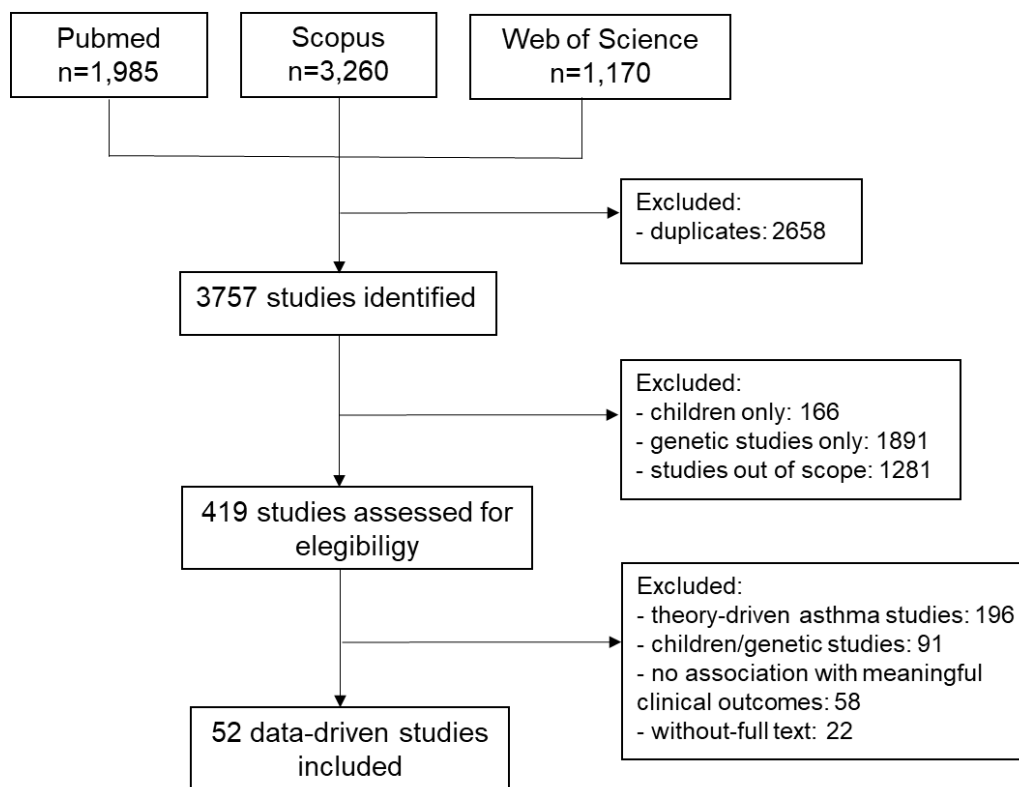 Pubmed
n=1,985
Scopus
n=3,260
Web of Science
n=1,170
Excluded:
- duplicates: 2658
3757 studies identified
Excluded:
- children only: 166
- genetic studies only: 1891
- studies out of scope: 1281
419 studies assessed for
elegibiligy
Excluded:
- theory-driven asthma studies: 196
- children/genetic studies: 91
- no association with meaningful
clinical outcomes: 58
- without-full text: 22
52 data-driven studies
included